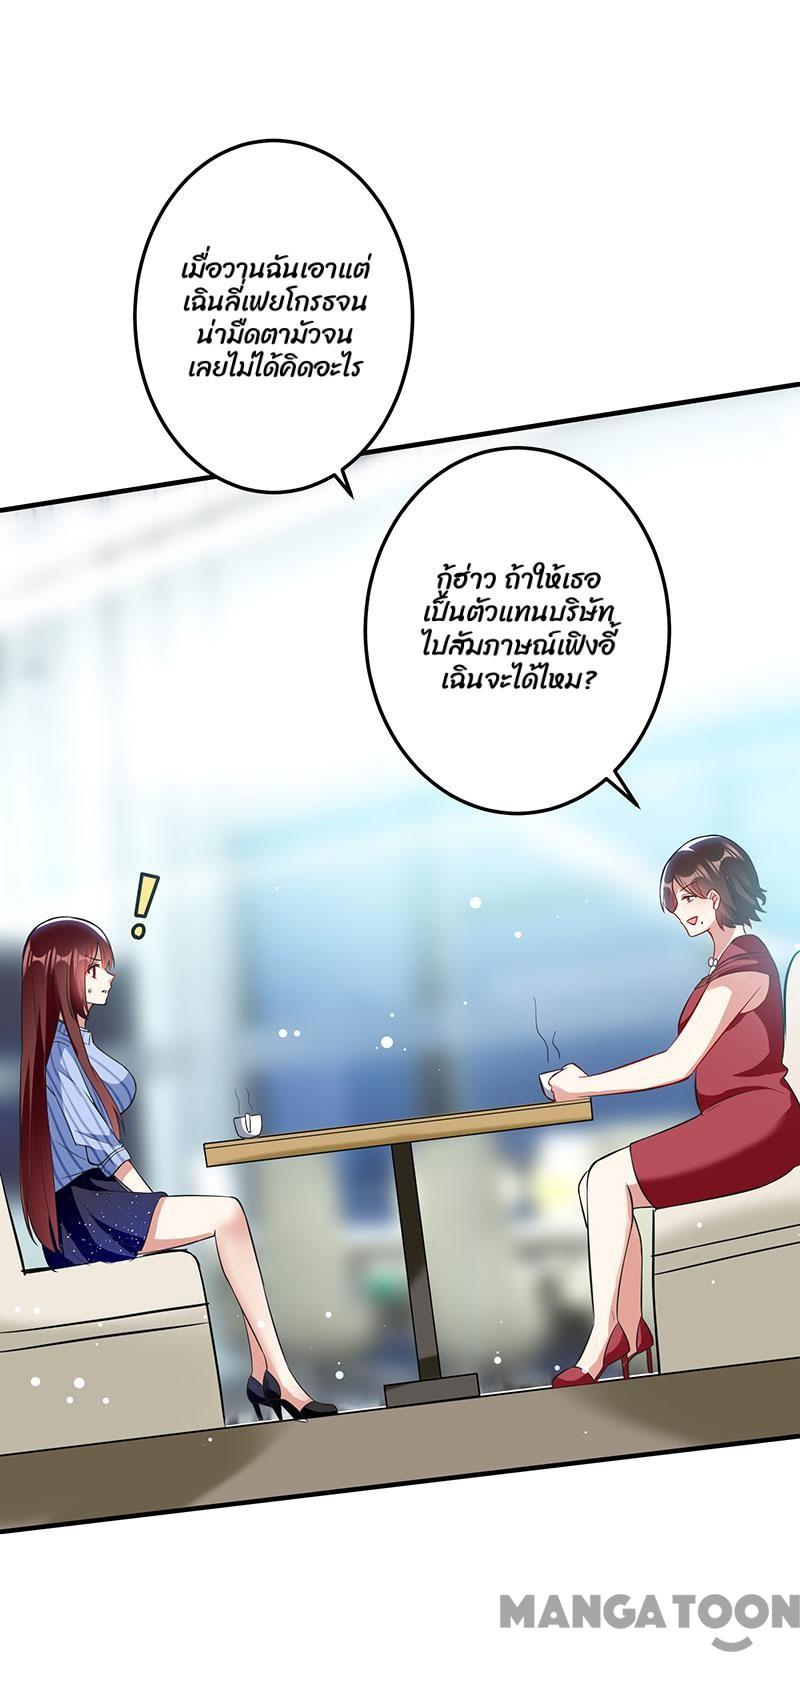 เมื่อวานฉันเอาแต่
เฉินลี่เฟยโกรธจน
น่ามืดตามัวจน
เลยไม่ได้คิดอะไร
กู้ฮ่าว ถ้าให้เธอ
เป็นตัวแทนบริษัท
ไปสัมภาษณ์เฟิงอี้
เฉินจะได้ไหม?
!
MANGATOON